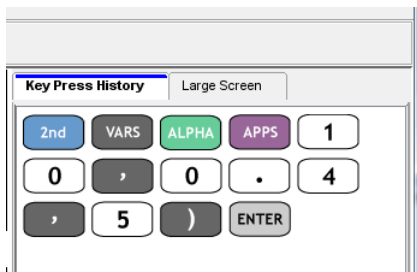 Key Press History Large Screen
2nd VARS ALPHA APPS 1
0 , 0 . 4
, 5 ) ENTER